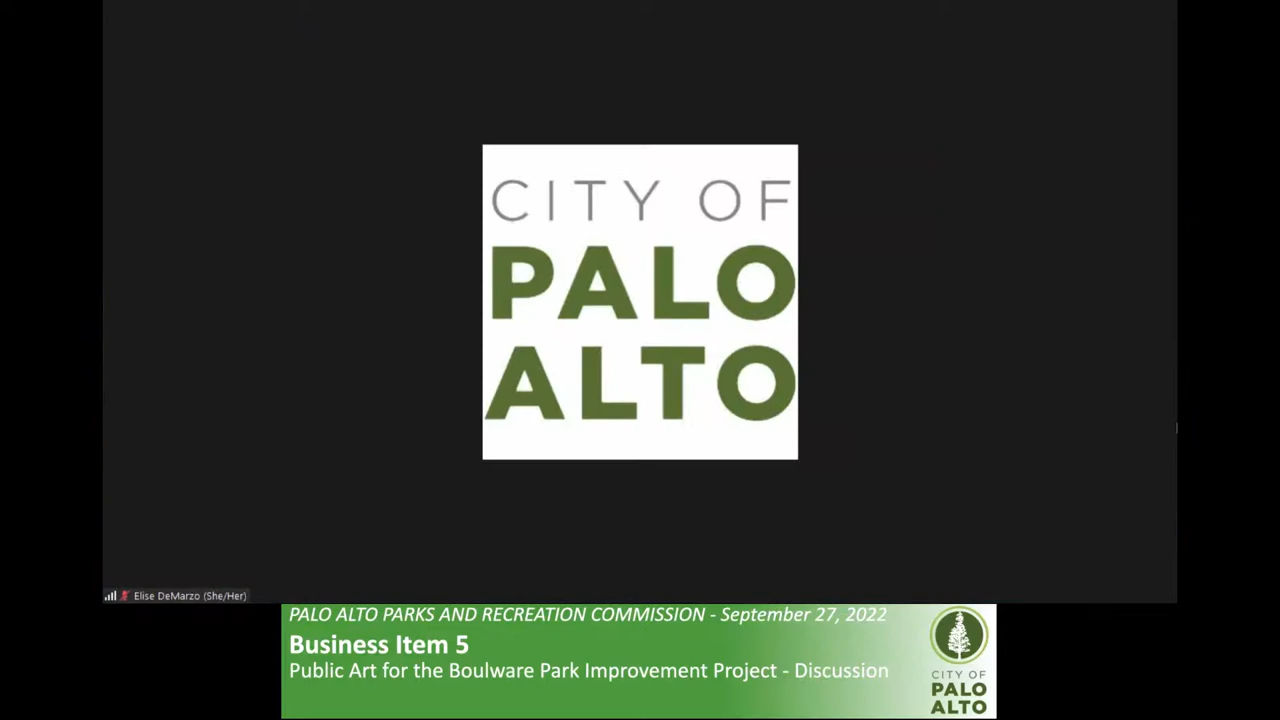 CITY OF
PALO
ALTO
Elise DeMarzo (She/Her)
PALO ALTO PARKS AND RECREATION COMMISSION - September 27, 2022
Business Item 5
Public Art for the Boulware Park Improvement Project - Discussion
CITY OF
PALO
ALTO